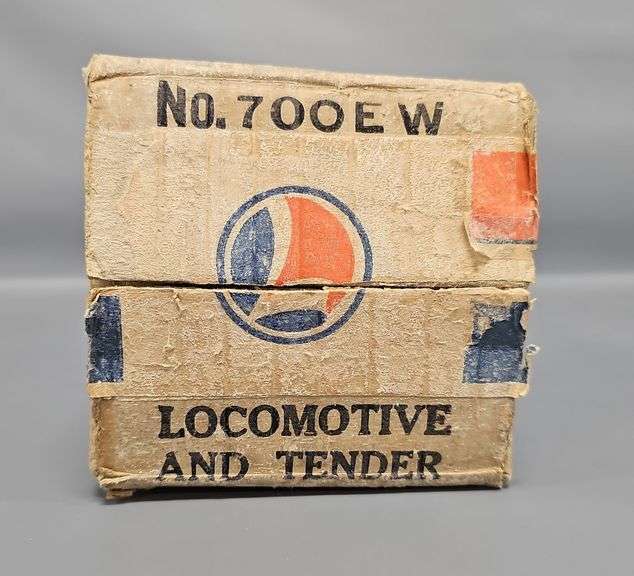 No. 700E W
LOCOMOTIVE
AND TENDER